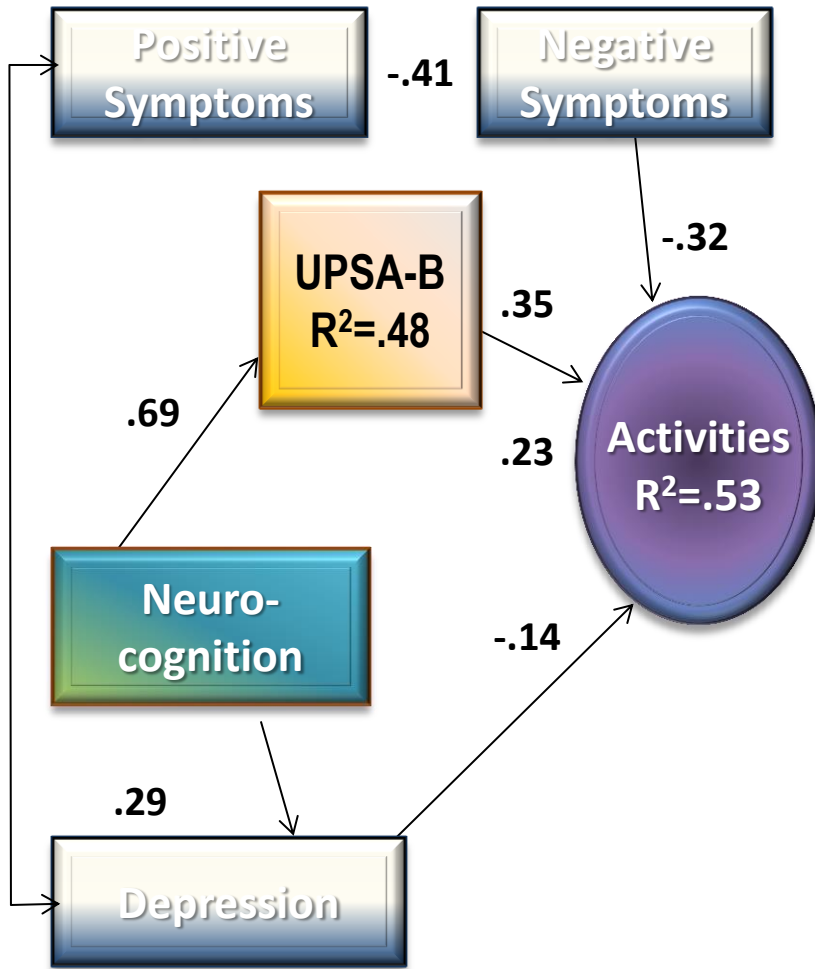 Positive
Symptoms
-.41
Negative
Symptoms
-.32
UPSA-B
R²=.48
.35
.69
.23
Activities
R²=.53
Neuro-
cognition
-.14
.29
Depression